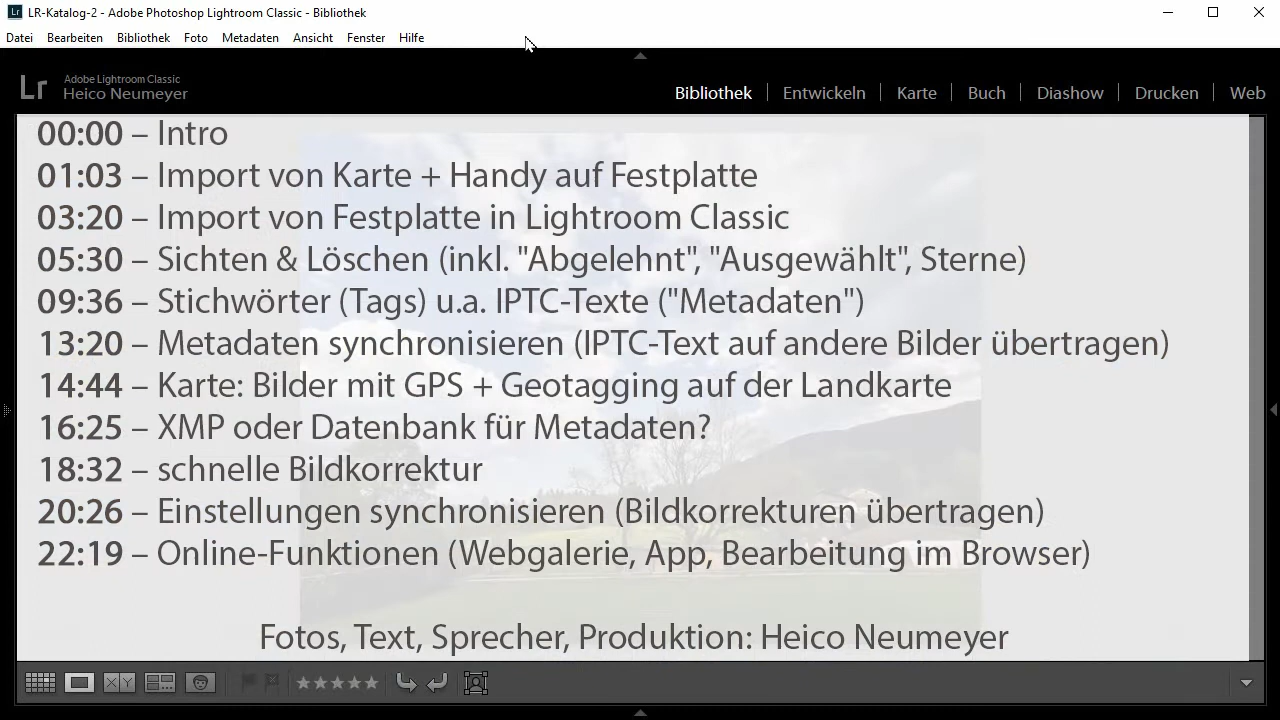 LR-Katalog-2 - Adobe Photoshop Lightroom Classic - Bibliothek
Datei Bearbeiten Bibliothek Foto Metadaten Ansicht Fenster Hilfe
Lr Adobe Lightroom Classic
Heico Neumeyer
Bibliothek | Entwickeln | Karte | Buch | Diashow | Drucken | Web
00:00 – Intro
01:03 – Import von Karte + Handy auf Festplatte
03:20 – Import von Festplatte in Lightroom Classic
05:30 – Sichten & Löschen (inkl. "Abgelehnt", "Ausgewählt", Sterne)
09:36 – Stichwörter (Tags) u.a. IPTC-Texte ("Metadaten")
13:20 – Metadaten synchronisieren (IPTC-Text auf andere Bilder übertragen)
14:44 – Karte: Bilder mit GPS + Geotagging auf der Landkarte
16:25 – XMP oder Datenbank für Metadaten?
18:32 – schnelle Bildkorrektur
20:26 – Einstellungen synchronisieren (Bildkorrekturen übertragen)
22:19 – Online-Funktionen (Webgalerie, App, Bearbeitung im Browser)
Fotos, Text, Sprecher, Produktion: Heico Neumeyer
XY